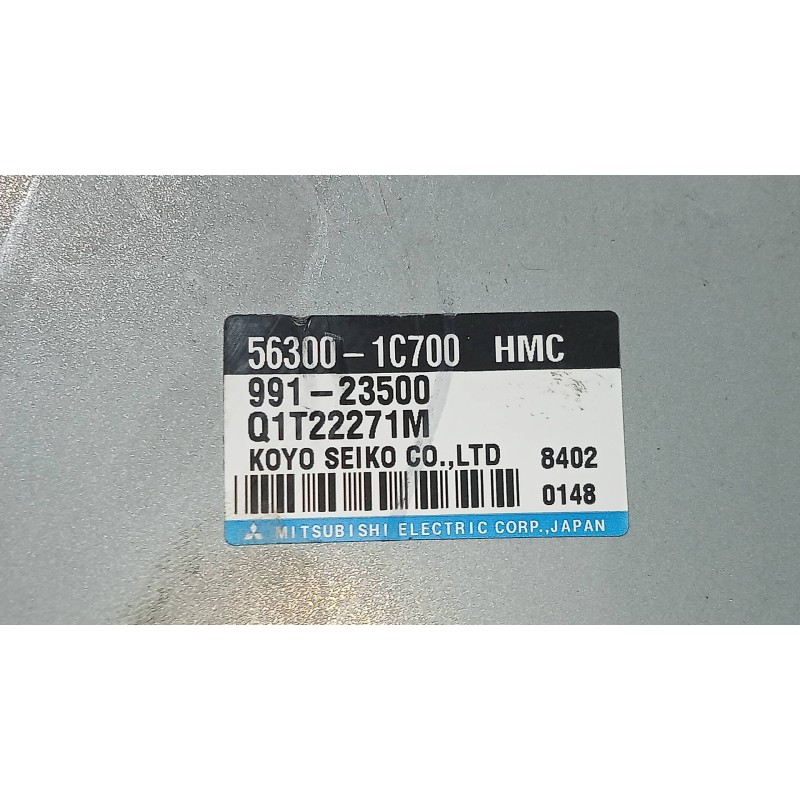 56300-1C700 HMC
991-23500
Q1T22271M
KOYO SEIKO CO.,LTD 8402
0148
MITSUBISHI ELECTRIC CORP.,JAPAN